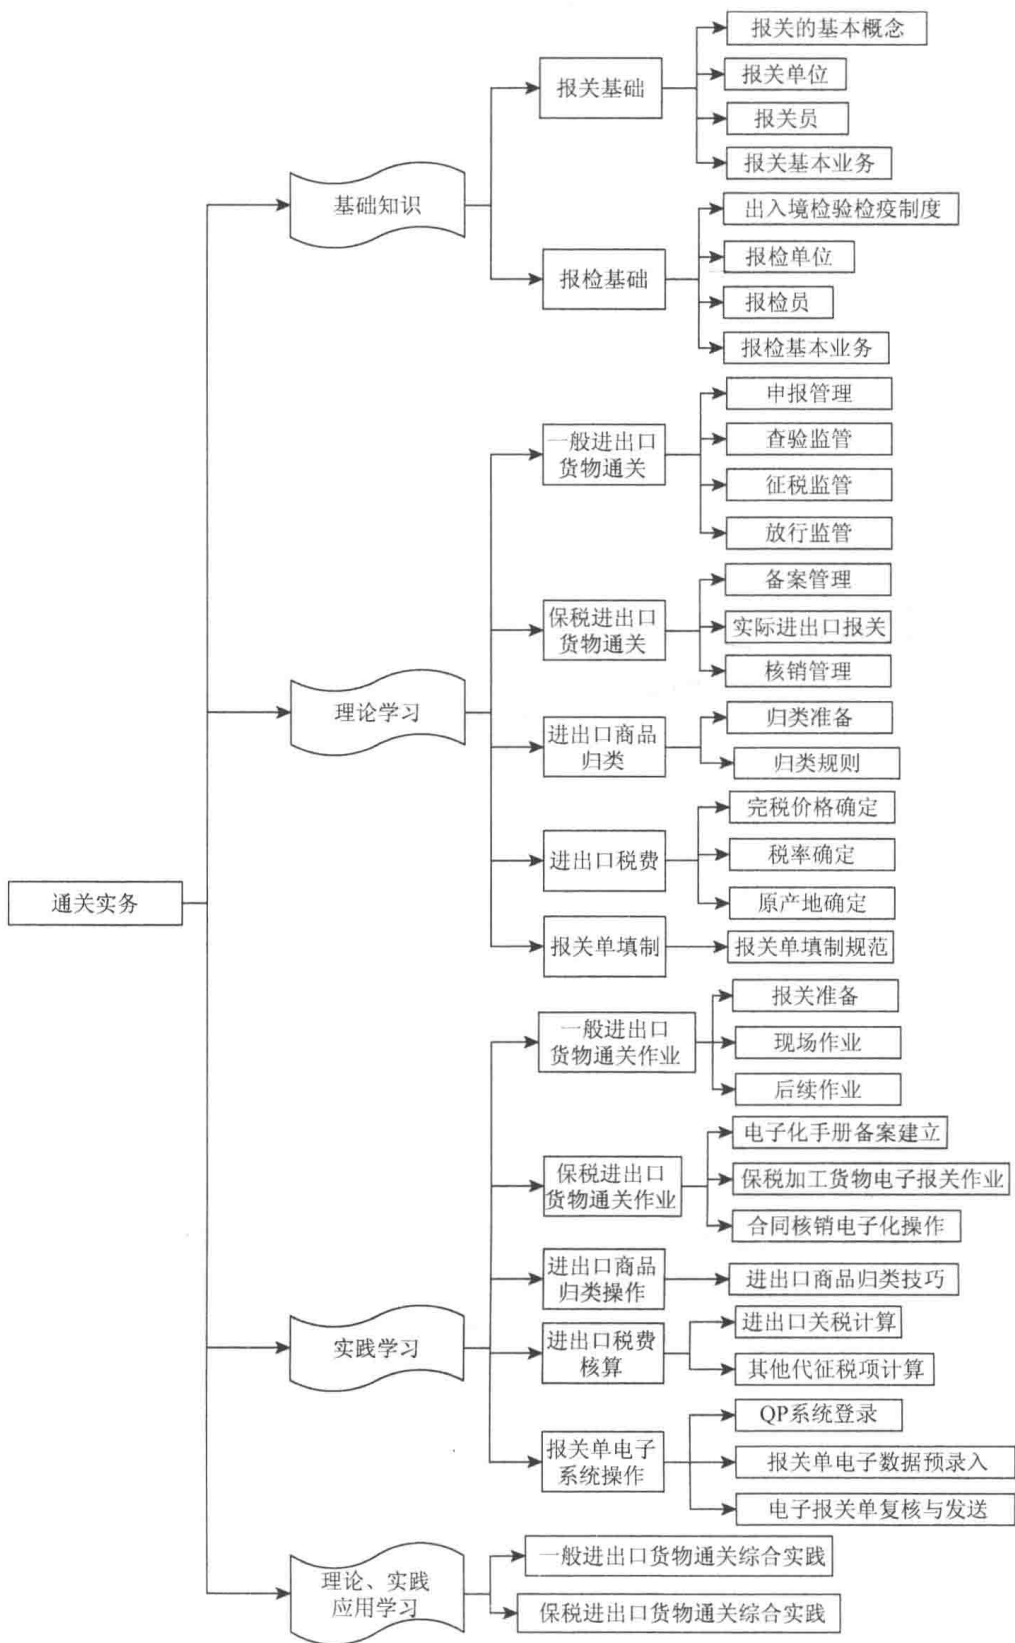 通关实务
基础知识
报关基础
报关的基本概念
报关单位
报关员
报关基本业务
报检基础
出入境检验检疫制度
报检单位
报检员
报检基本业务
理论学习
一般进出口
货物通关
申报管理
查验监管
征税监管
放行监管
保税进出口
货物通关
备案管理
实际进出口报关
核销管理
进出口商品
归类
归类准备
归类规则
进出口税费
完税价格确定
税率确定
原产地确定
报关单填制
报关单填制规范
实践学习
一般进出口
货物通关作业
报关准备
现场作业
后续作业
保税进出口
货物通关作业
电子化手册备案建立
保税加工货物电子报关作业
合同核销电子化操作
进出口商品
归类操作
进出口商品归类技巧
进出口税费
核算
进出口关税计算
其他代征税项计算
报关单电子
系统操作
QP系统登录
报关单电子数据预录入
电子报关单复核与发送
理论、实践
应用学习
一般进出口货物通关综合实践
保税进出口货物通关综合实践